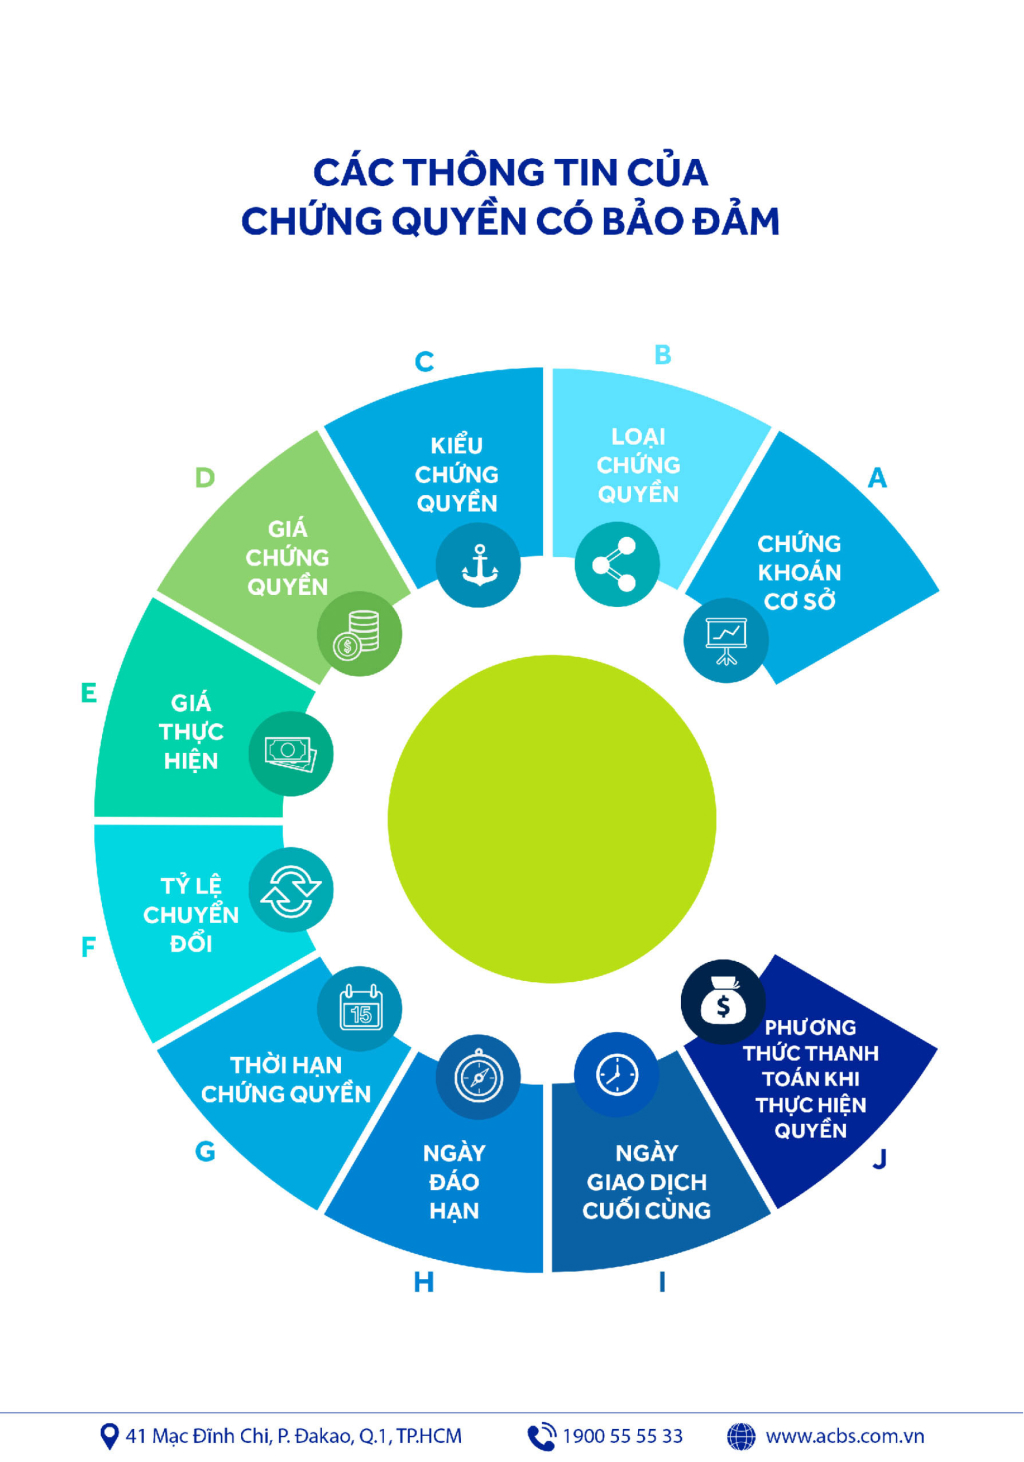 CÁC THÔNG TIN CỦA
CHỨNG QUYỀN CÓ BẢO ĐẢM
A
CHỨNG
KHOÁN
CƠ SỞ
B
LOẠI
CHỨNG
QUYỀN
C
KIỂU
CHỨNG
QUYỀN
D
GIÁ
CHỨNG
QUYỀN
$
E
GIÁ
THỰC
HIỆN
F
TỶ LỆ
CHUYỂN
ĐỔI
G
15
THỜI HẠN
CHỨNG QUYỀN
H
NGÀY
ĐÁO
HẠN
I
NGÀY
GIAO DỊCH
CUỐI CÙNG
J
$
PHƯƠNG
THỨC THANH
TOÁN KHI
THỰC HIỆN
QUYỀN
41 Mạc Đĩnh Chi, P. Đakao, Q.1, TP.HCM
1900 55 55 33
www.acbs.com.vn